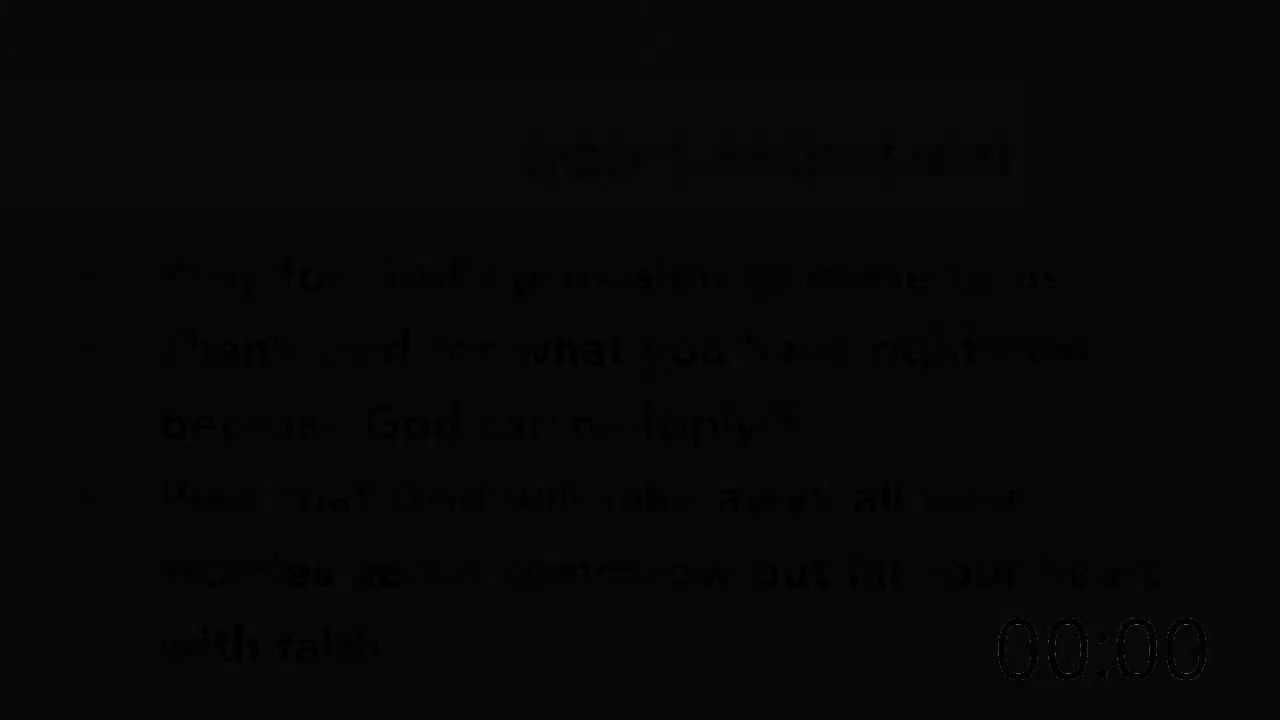 GOD'S PROVISION
Pray for God's provision to come to us
Thank God for what you have
because God can multiply it.
Pray that God will take away all your
worries about tomorrow but fill your heart
with faith
00:00